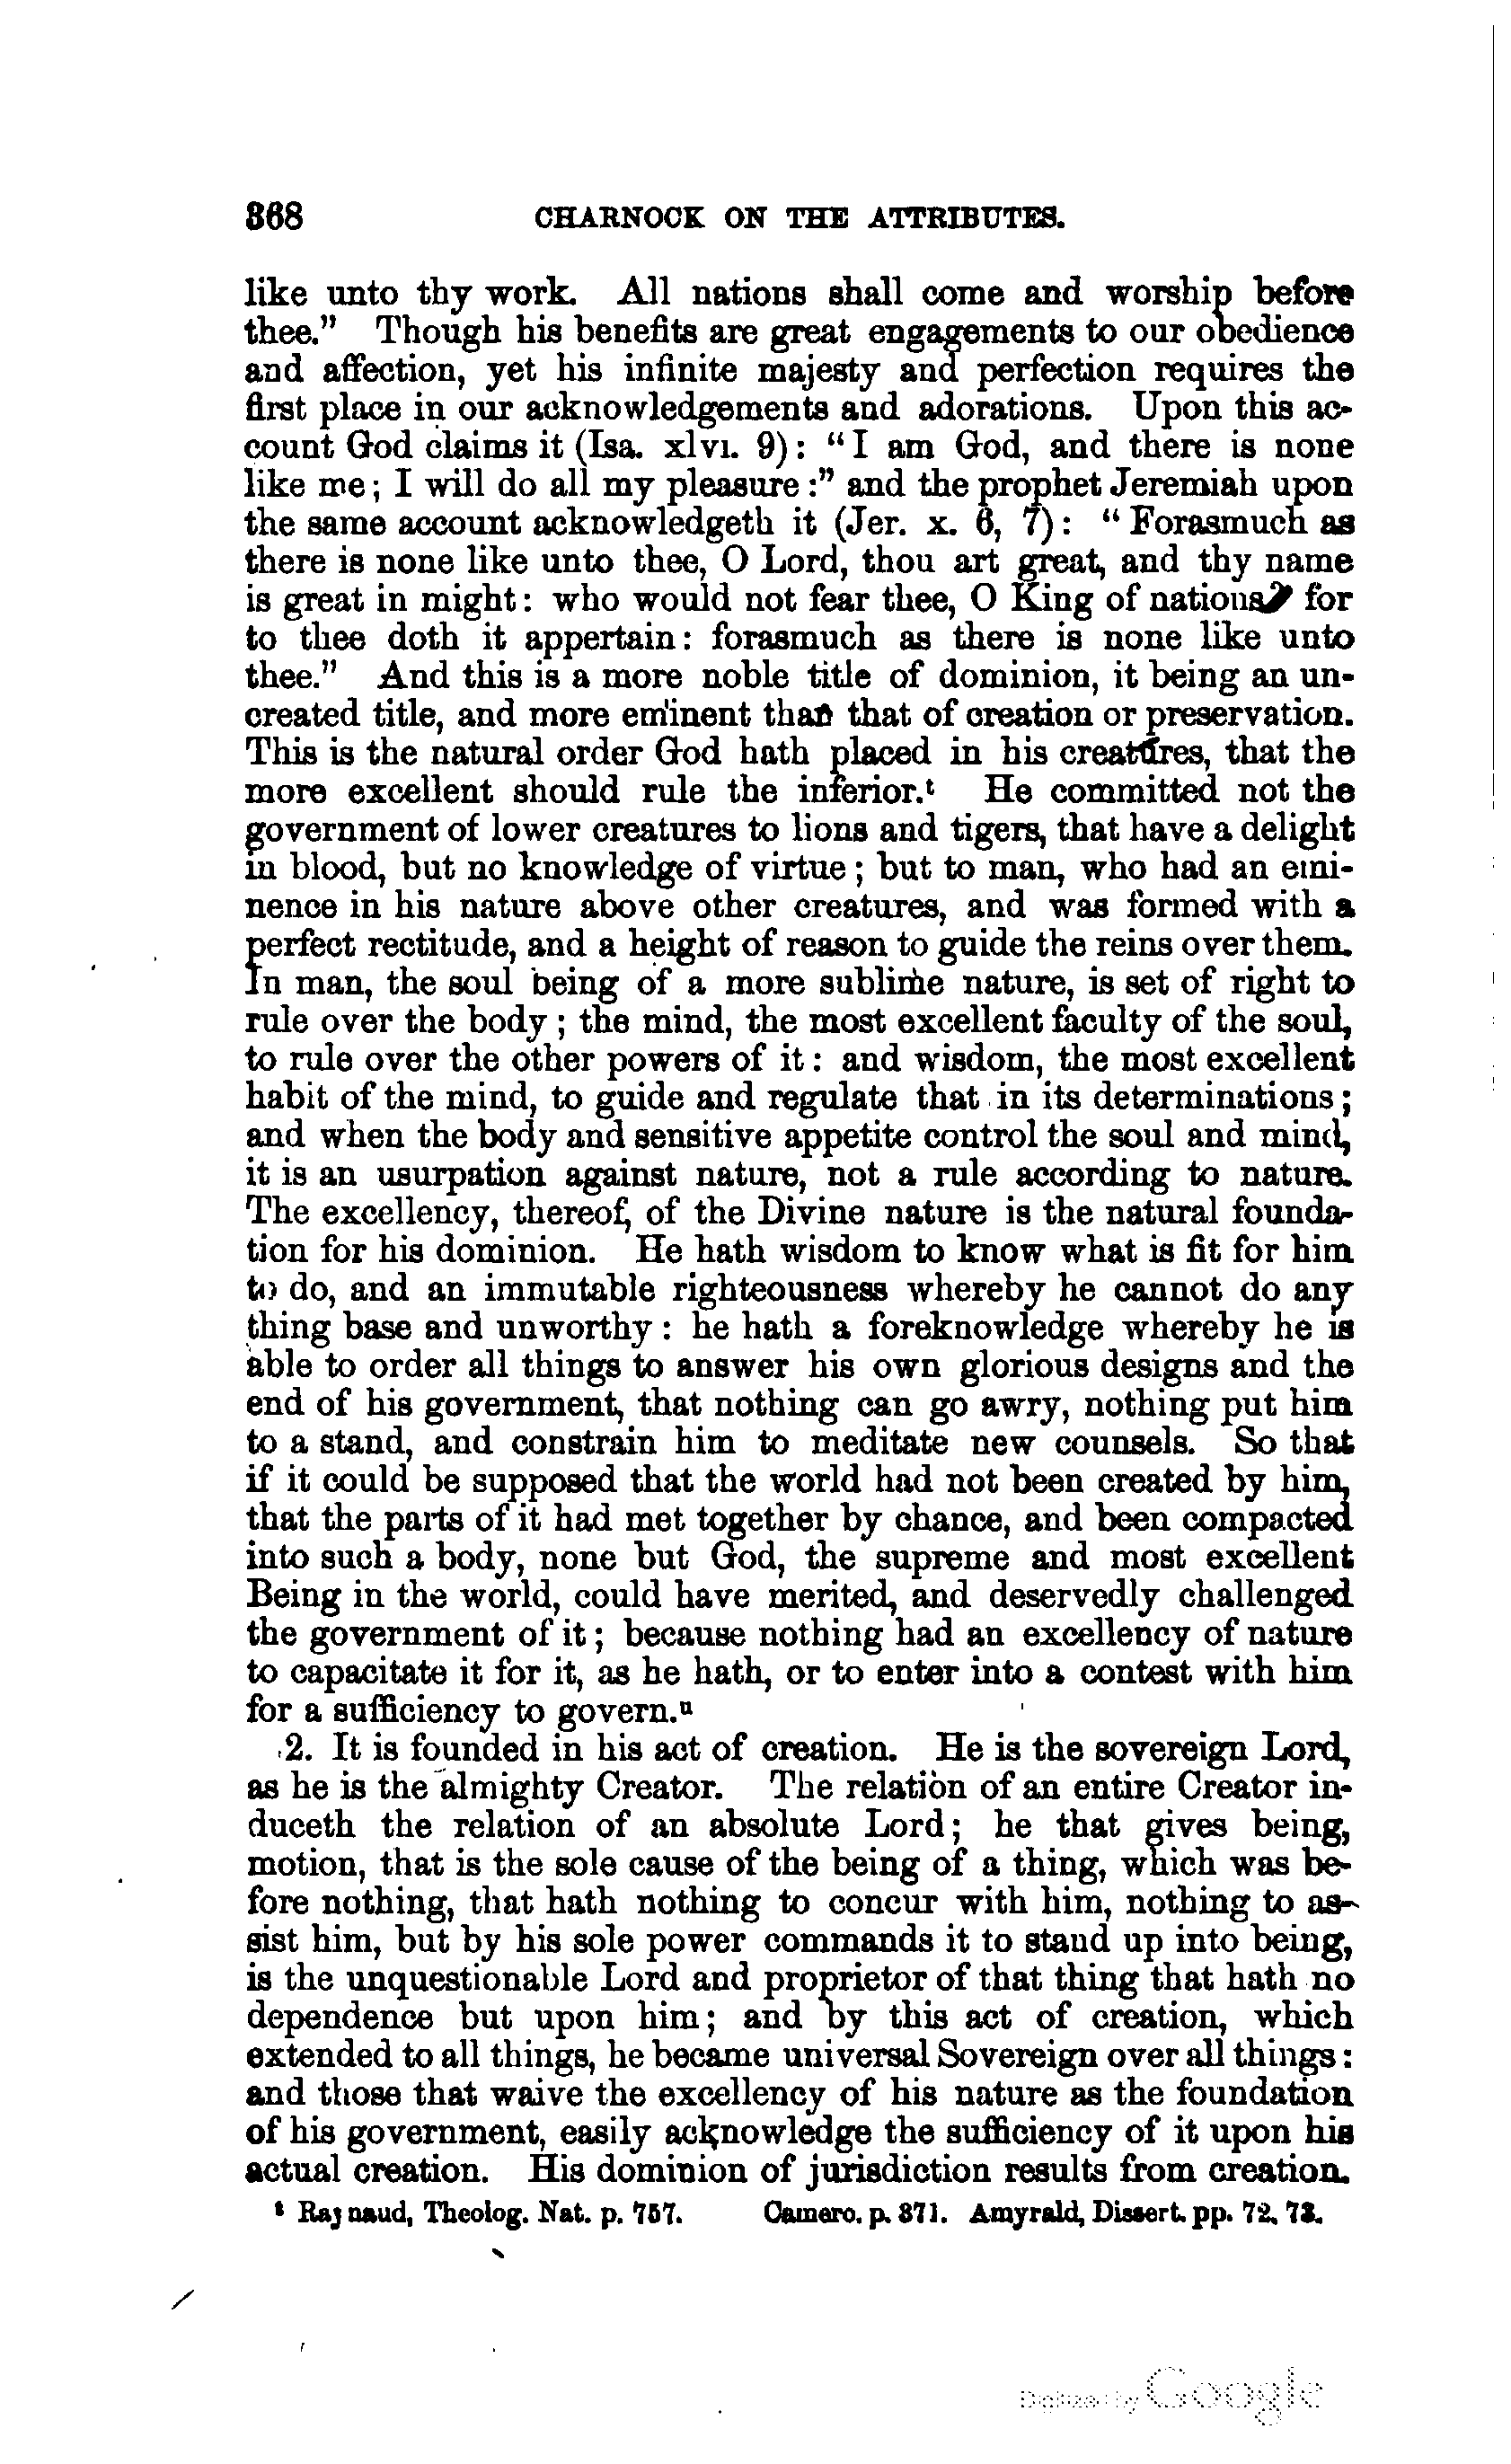 368 CHARNOCK ON THE ATTRIBUTES.
like unto thy work. All nations shall come and worship before
thee." Though his benefits are great engagements to our obedience
and affection, yet his infinite majesty and perfection requires the
first place in our acknowledgements and adorations. Upon this ac-
count God claims it (Isa. xlvi. 9): "I am God, and there is none
like me; I will do all my pleasure:" and the prophet Jeremiah upon
the same account acknowledgeth it (Jer. x. 6, 7): "Forasmuch as
there is none like unto thee, O Lord, thou art great, and thy name
is great in might: who would not fear thee, O King of nations? for
to thee doth it appertain: forasmuch as there is none like unto
thee." And this is a more noble title of dominion, it being an un-
created title, and more eminent than that of creation or preservation.
This is the natural order God hath placed in his creatures, that the
more excellent should rule the inferior.t He committed not the
government of lower creatures to lions and tigers, that have a delight
in blood, but no knowledge of virtue; but to man, who had an emi-
nence in his nature above other creatures, and was formed with a
perfect rectitude, and a height of reason to guide the reins over them.
In man, the soul being of a more sublime nature, is set of right to
rule over the body; the mind, the most excellent faculty of the soul,
to rule over the other powers of it: and wisdom, the most excellent
habit of the mind, to guide and regulate that in its determinations;
and when the body and sensitive appetite control the soul and mind,
it is an usurpation against nature, not a rule according to nature.
The excellency, thereof, of the Divine nature is the natural founda-
tion for his dominion. He hath wisdom to know what is fit for him
to do, and an immutable righteousness whereby he cannot do any
thing base and unworthy: he hath a foreknowledge whereby he is
able to order all things to answer his own glorious designs and the
end of his government, that nothing can go awry, nothing put him
to a stand, and constrain him to meditate new counsels. So that
if it could be supposed that the world had not been created by him,
that the parts of it had met together by chance, and been compacted
into such a body, none but God, the supreme and most excellent
Being in the world, could have merited, and deservedly challenged
the government of it; because nothing had an excellency of nature
to capacitate it for it, as he hath, or to enter into a contest with him
for a sufficiency to govern.u
2. It is founded in his act of creation. He is the sovereign Lord,
as he is the almighty Creator. The relation of an entire Creator in-
duceth the relation of an absolute Lord; he that gives being,
motion, that is the sole cause of the being of a thing, which was be-
fore nothing, that hath nothing to concur with him, nothing to as-
sist him, but by his sole power commands it to stand up into being,
is the unquestionable Lord and proprietor of that thing that hath no
dependence but upon him; and by this act of creation, which
extended to all things, he became universal Sovereign over all things:
and those that waive the excellency of his nature as the foundation
of his government, easily acknowledge the sufficiency of it upon his
actual creation. His dominion of jurisdiction results from creation.
t Raynaud, Theolog. Nat. p. 757. Camero. p. 371. Amyrald, Dissert. pp. 72, 73.
Digitized by Google